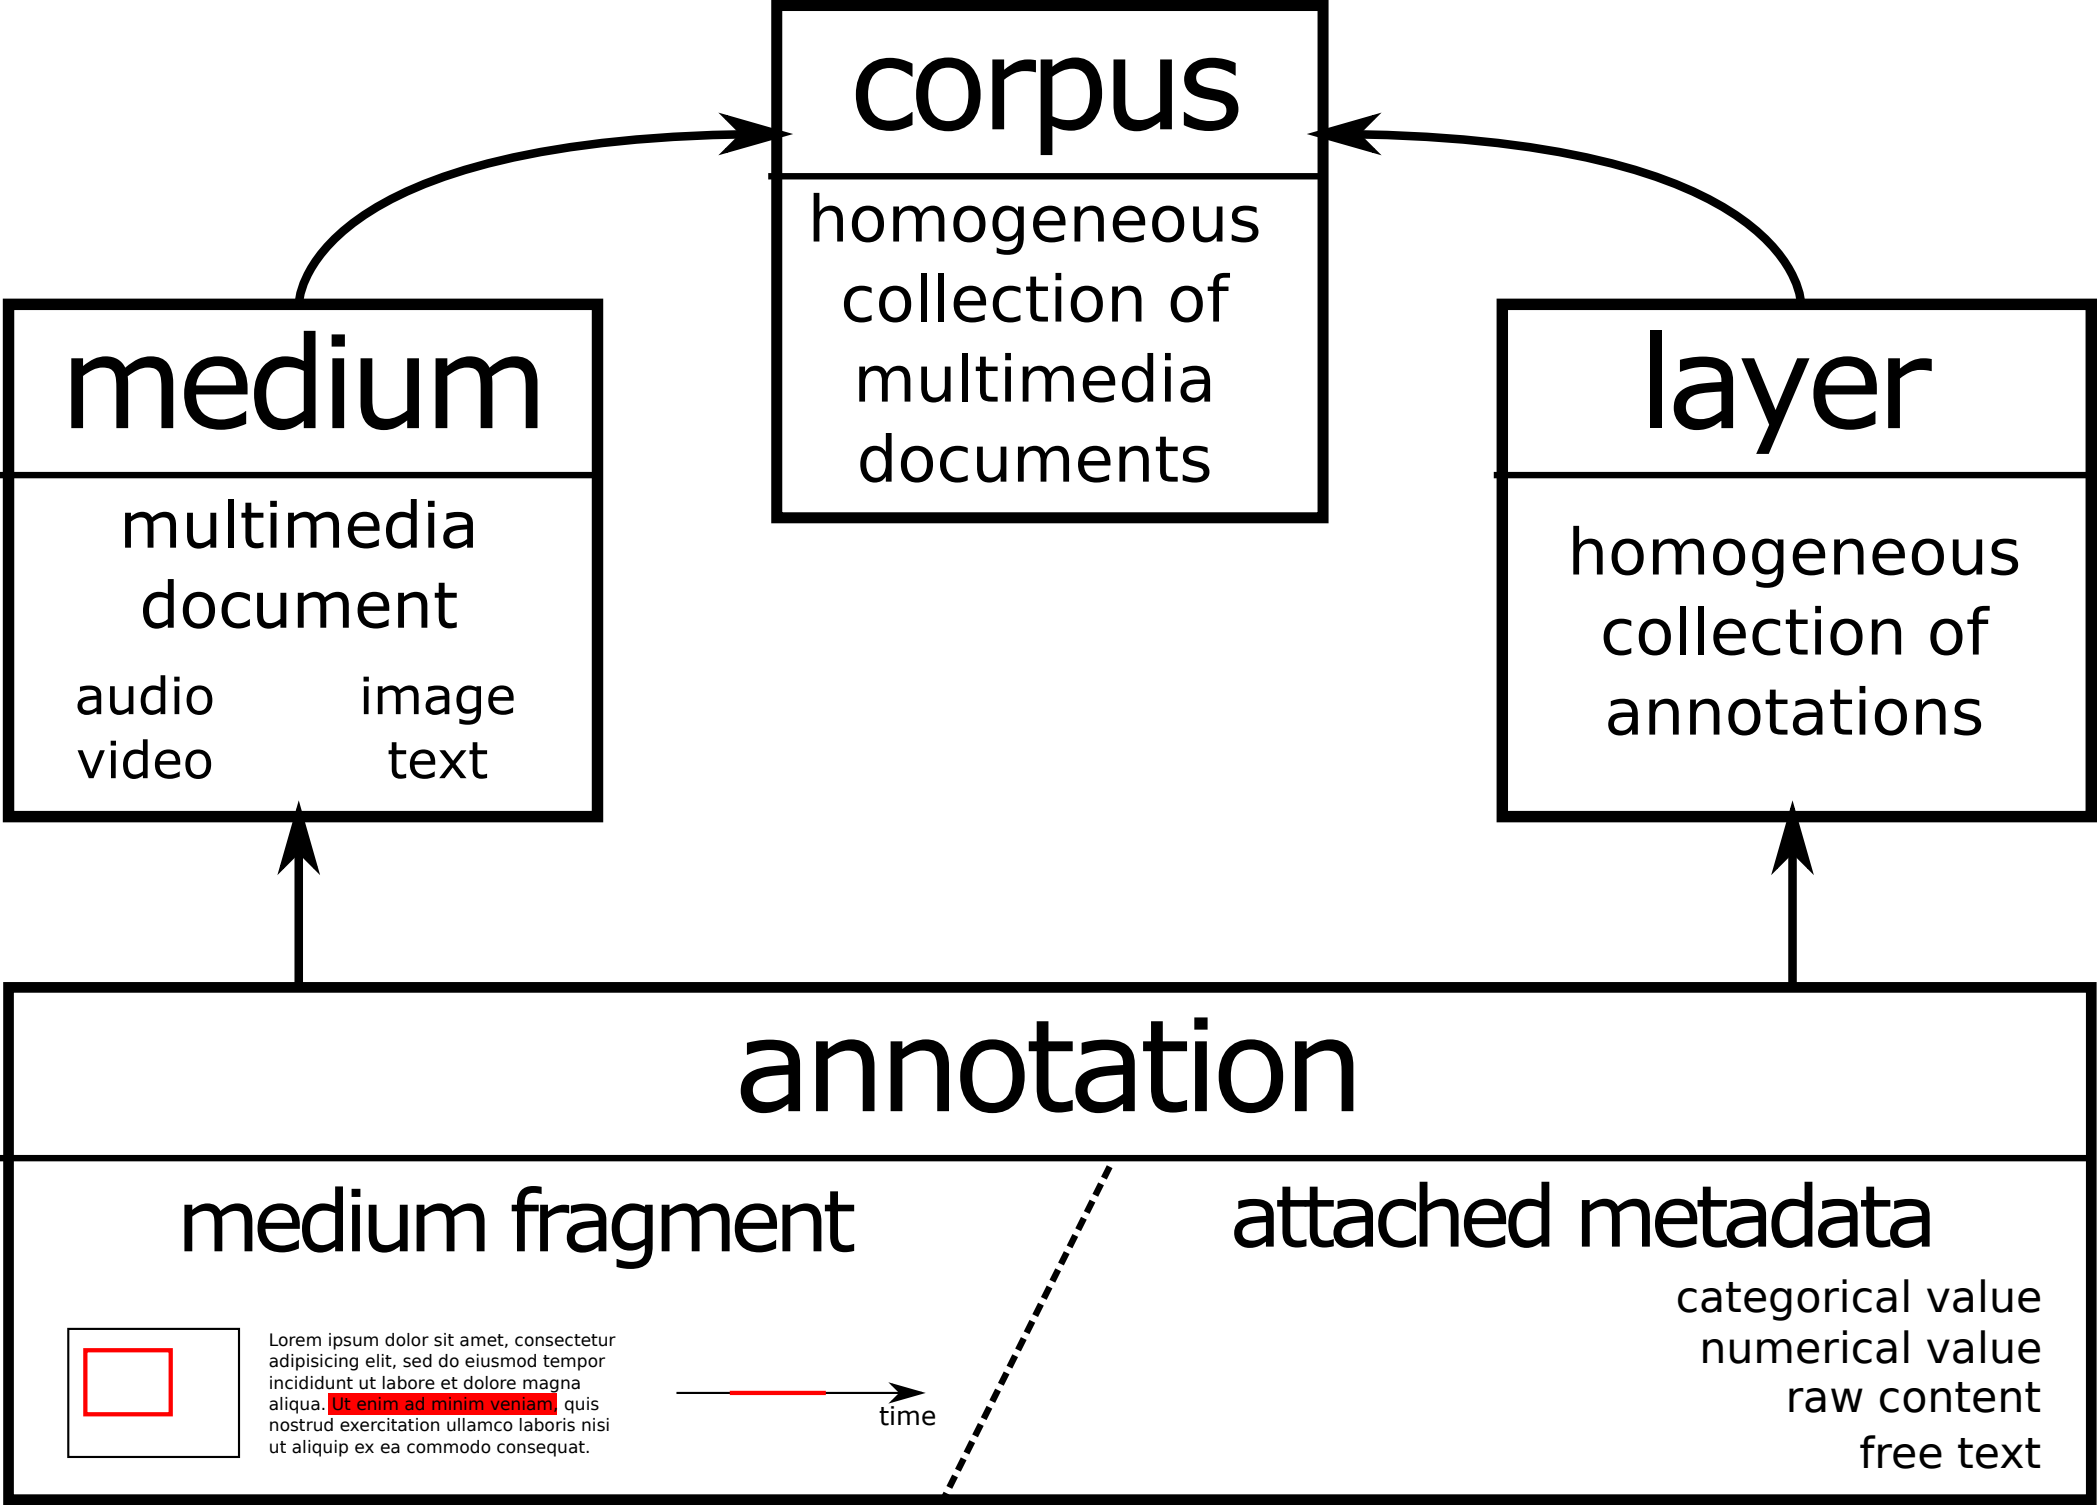 corpus
homogeneous
collection of
multimedia
documents
medium
multimedia
document
audio image
video text
layer
homogeneous
collection of
annotations
annotation
medium fragment
Lorem ipsum dolor sit amet, consectetur
adipisicing elit, sed do eiusmod tempor
incididunt ut labore et dolore magna
aliqua. Ut enim ad minim veniam, quis
nostrud exercitation ullamco laboris nisi
ut aliquip ex ea commodo consequat.
time
attached metadata
categorical value
numerical value
raw content
free text